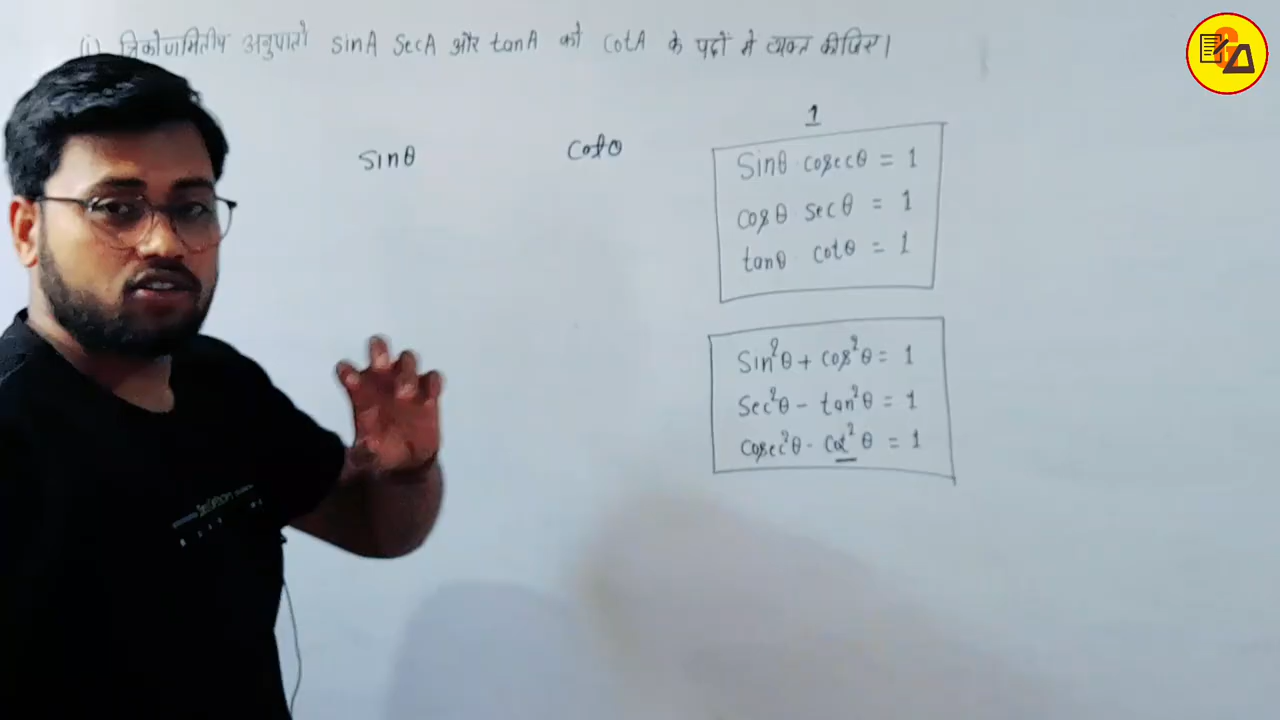 (i) त्रिकोणमितीय अनुपातो sinA SecA और tanA को CotA के पदों मे व्यक्त कीजिए।
1
Sinθ Cotθ
Sinθ cosecθ = 1
cosθ secθ = 1
tanθ cotθ = 1
Sin²θ + cos²θ = 1
Sec²θ - tan²θ = 1
cosec²θ - Cot²θ = 1